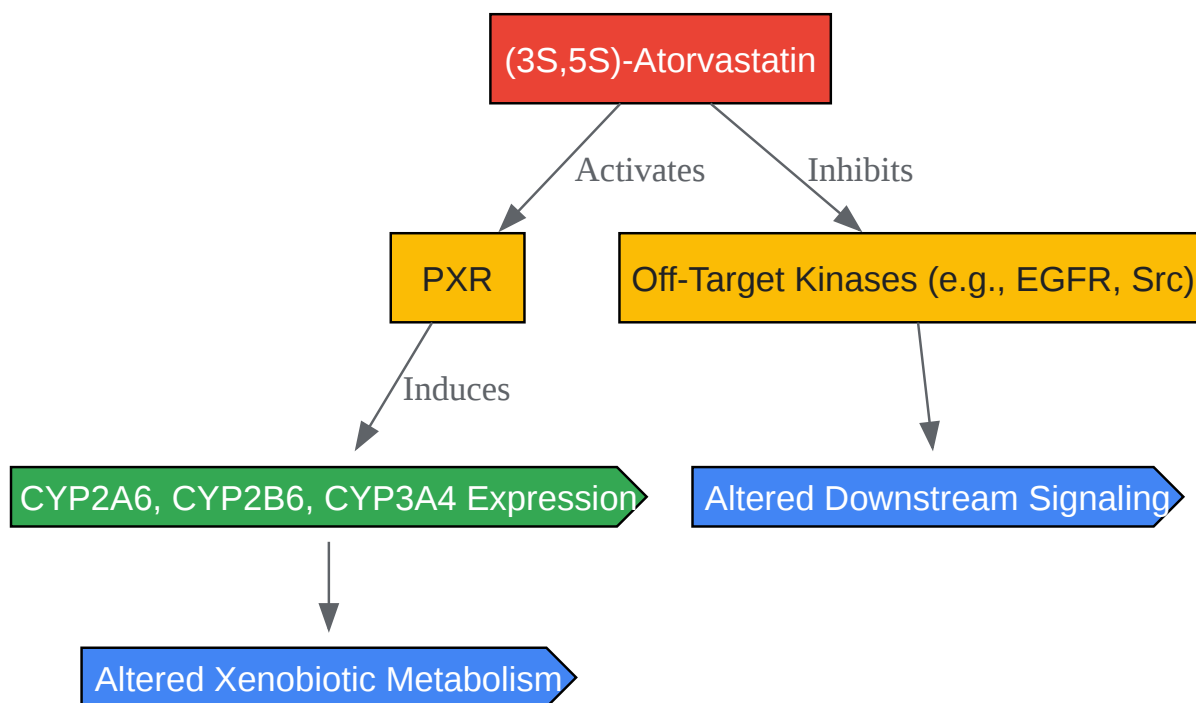 (3S,5S)-Atorvastatin
Activates
Inhibits
PXR
Off-Target Kinases (e.g., EGFR, Src)
Induces
CYP2A6, CYP2B6, CYP3A4 Expression
Altered Downstream Signaling
Altered Xenobiotic Metabolism